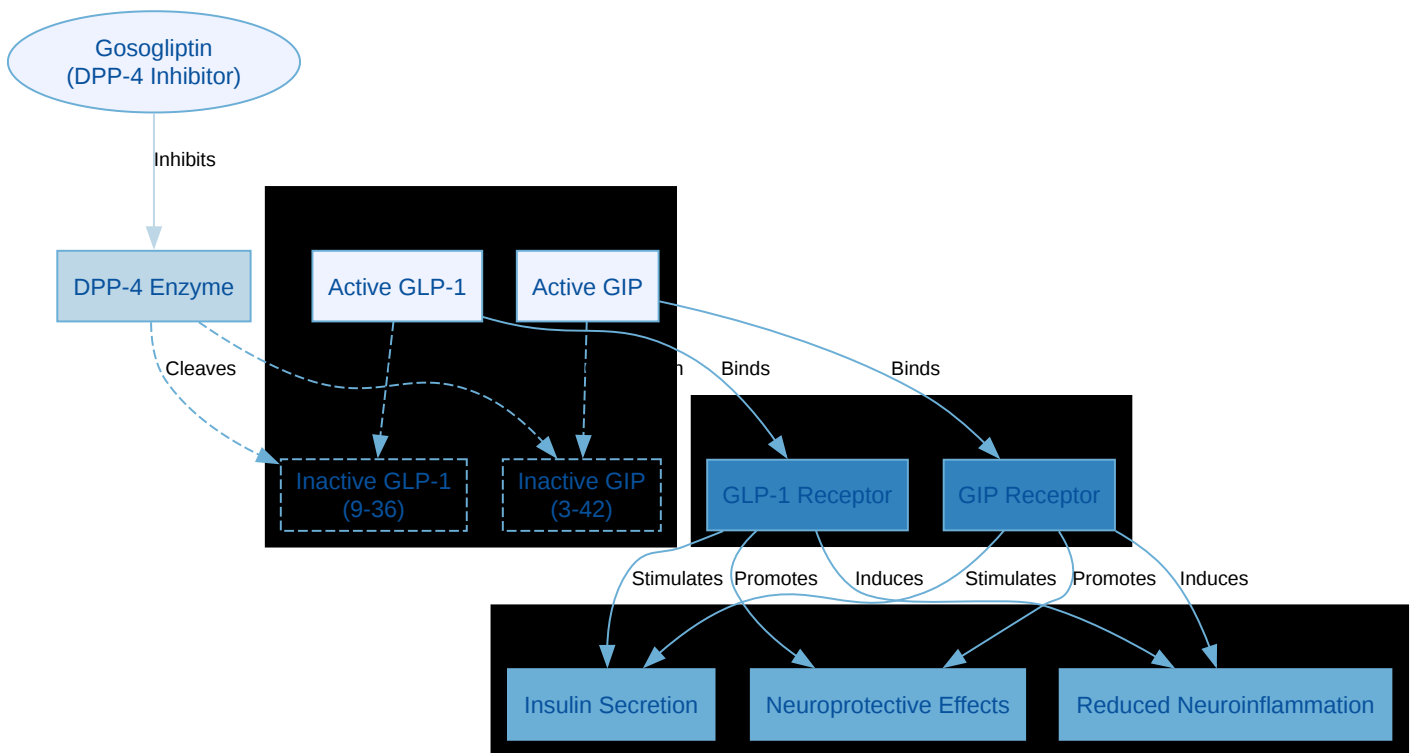 Gosogliptin
(DPP-4 Inhibitor)
Inhibits
DPP-4 Enzyme
Active GLP-1
Active GIP
Cleaves
Binds
Binds
Inactive GLP-1
(9-36)
Inactive GIP
(3-42)
GLP-1 Receptor
GIP Receptor
Stimulates
Promotes
Induces
Stimulates
Promotes
Induces
Insulin Secretion
Neuroprotective Effects
Reduced Neuroinflammation